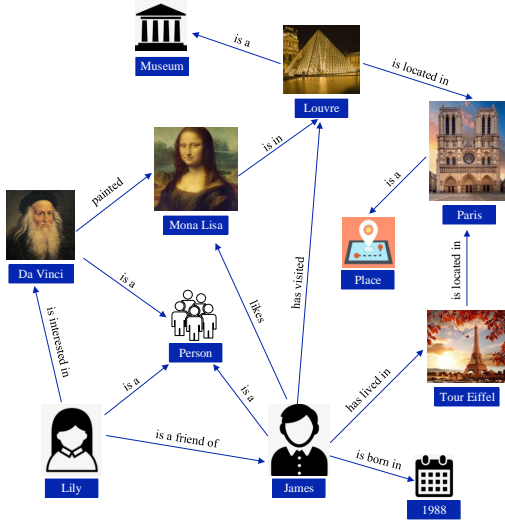 is a
Museum
is located in
Louvre
is in
painted
Mona Lisa
is a
Paris
Da Vinci
is a
Place
has visited
is located in
is interested in
likes
Person
is a
is a
has lived in
Tour Eiffel
is a friend of
is born in
Lily
James
1988